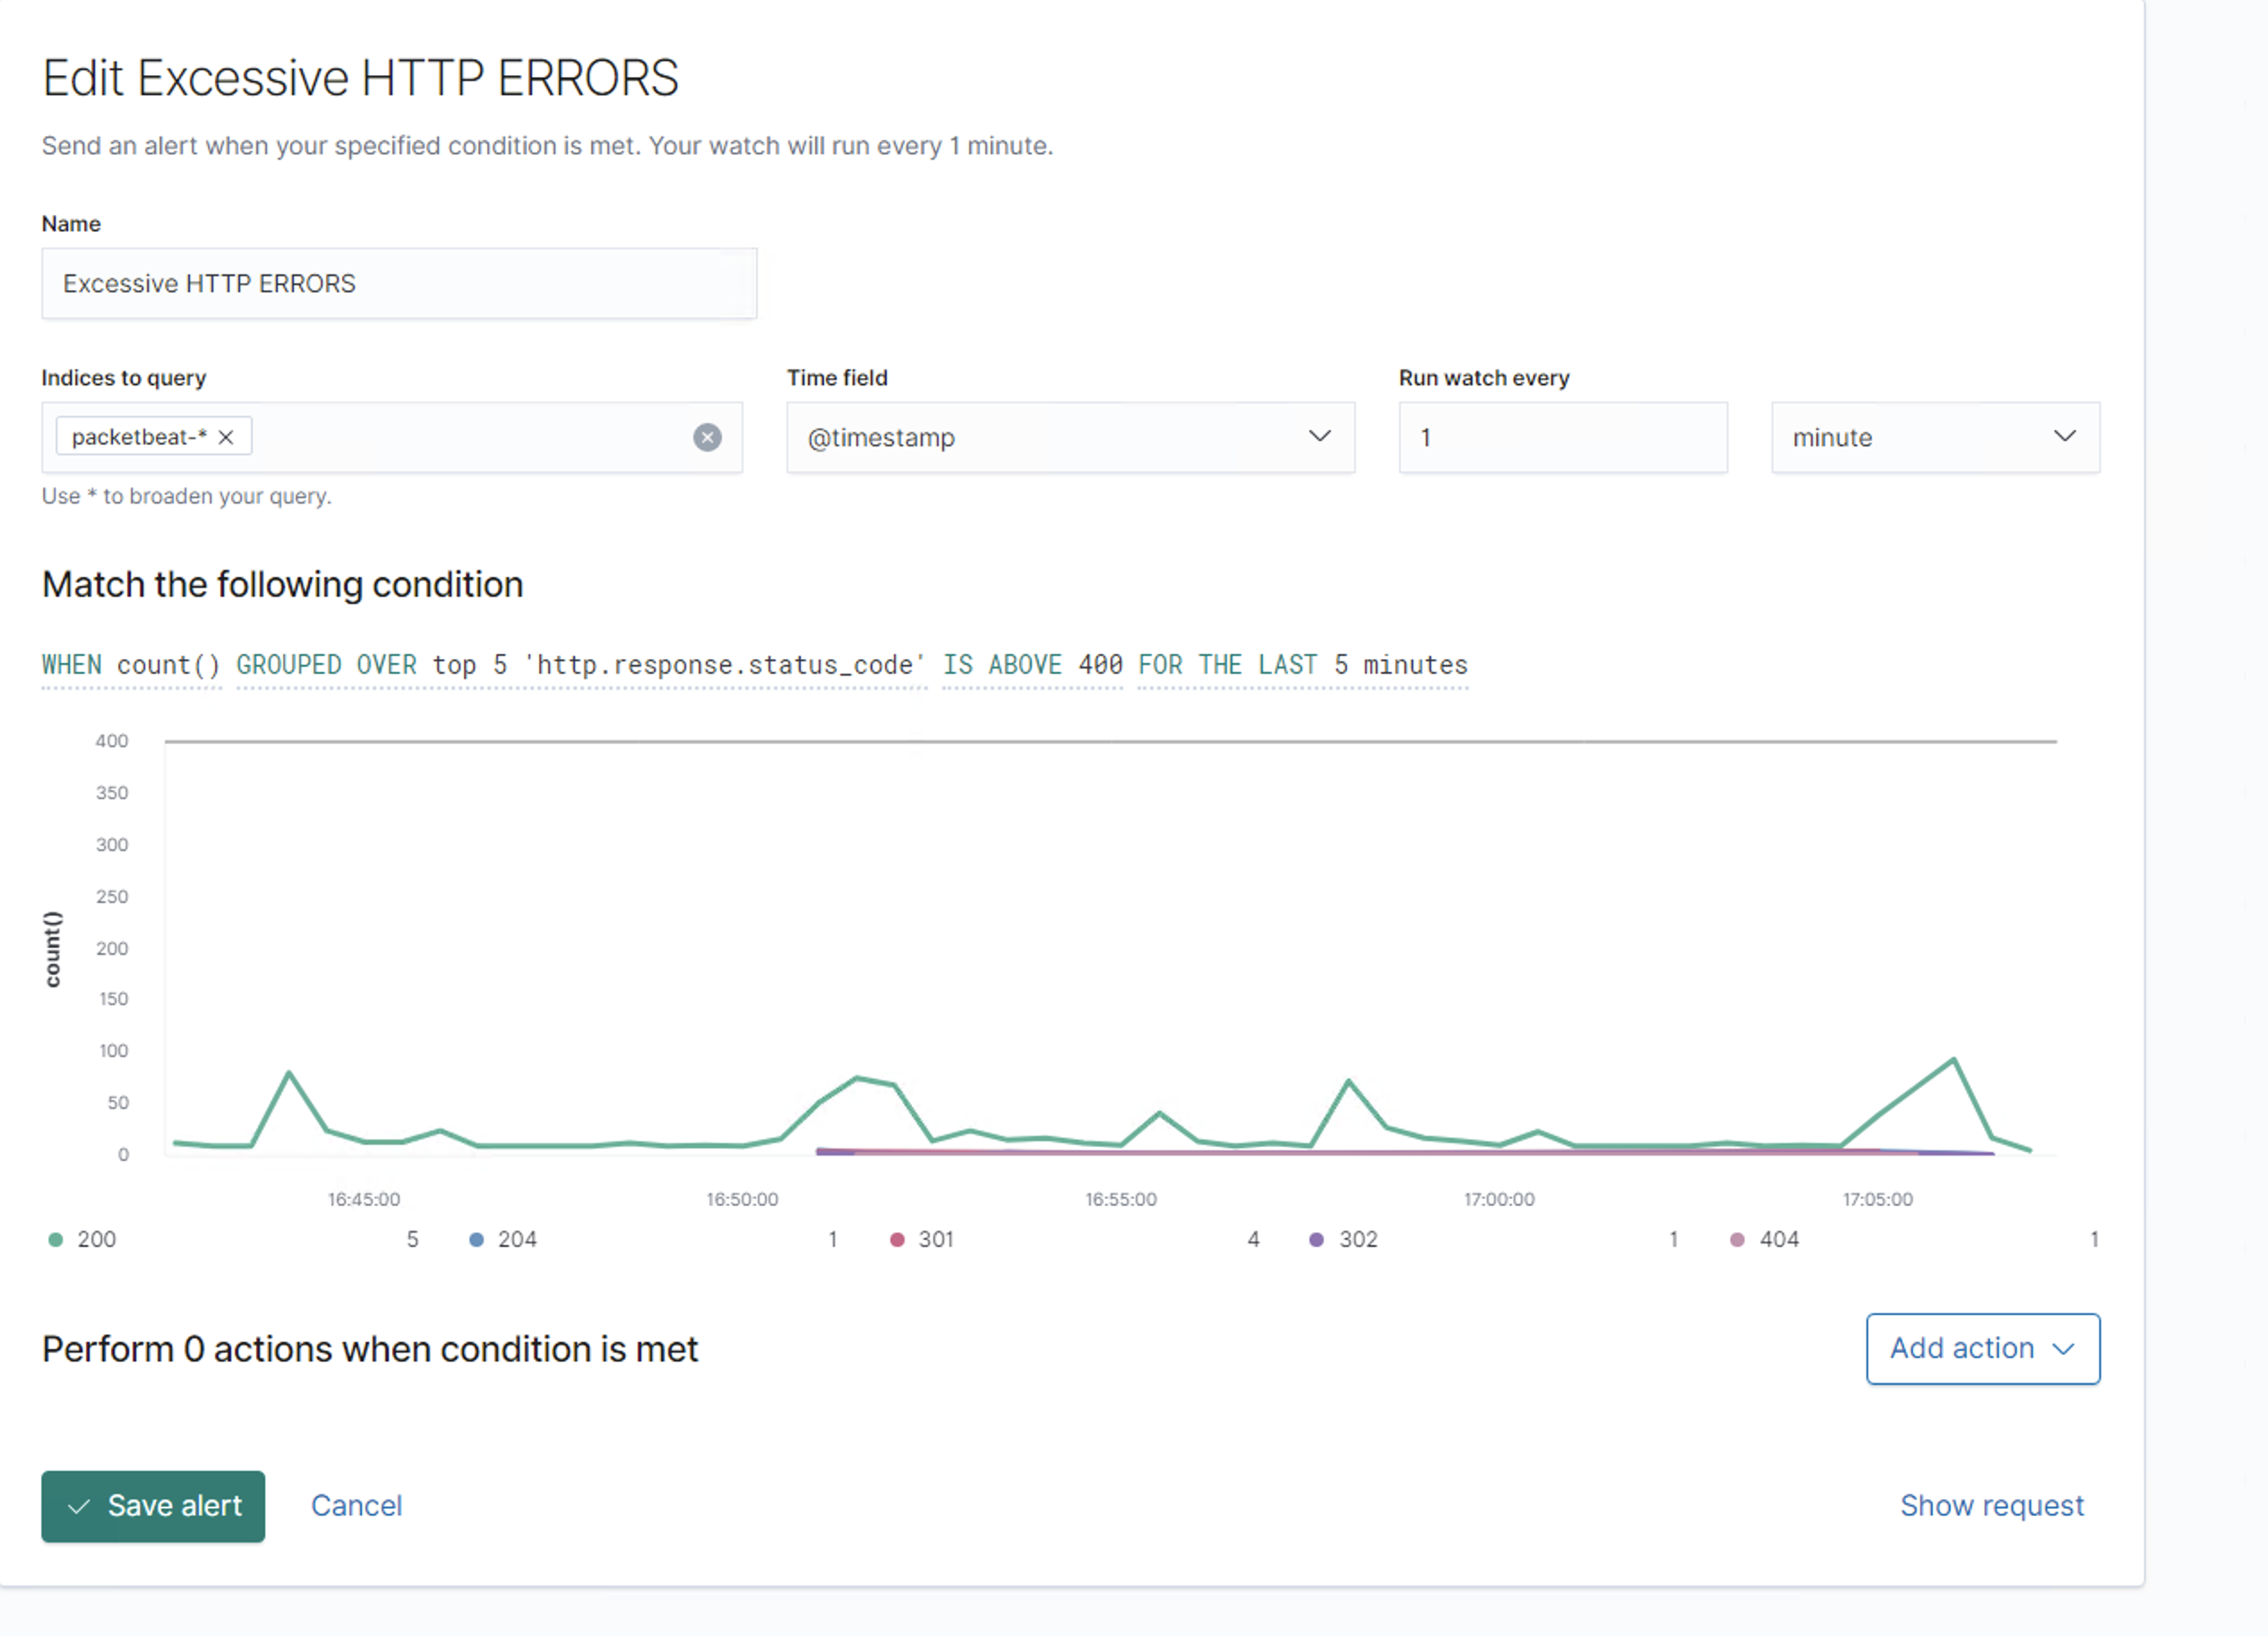 Edit Excessive HTTP ERRORS
Send an alert when your specified condition is met. Your watch will run every 1 minute.
Name
Excessive HTTP ERRORS
Indices to query
Time field
Run watch every
packetbeat-*
@timestamp
1
minute
Use * to broaden your query.
Match the following condition
WHEN count() GROUPED OVER top 5 'http.response.status_code' IS ABOVE 400 FOR THE LAST 5 minutes
400
350
300
250
200
150
100
50
0
count()
16:45:00 16:50:00 16:55:00 17:00:00 17:05:00
200 5 204 1 301 4 302 1 404 1
Perform 0 actions when condition is met
Add action
Save alert
Cancel
Show request